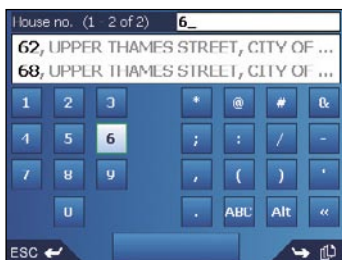 House no. (1 - 2 of 2) 6_
62, UPPER THAMES STREET, CITY OF ...
68, UPPER THAMES STREET, CITY OF ...
1 2 3 * @ # &
4 5 6 ; : / -
7 8 9 , ( ) '
0 . ABC Alt «
ESC